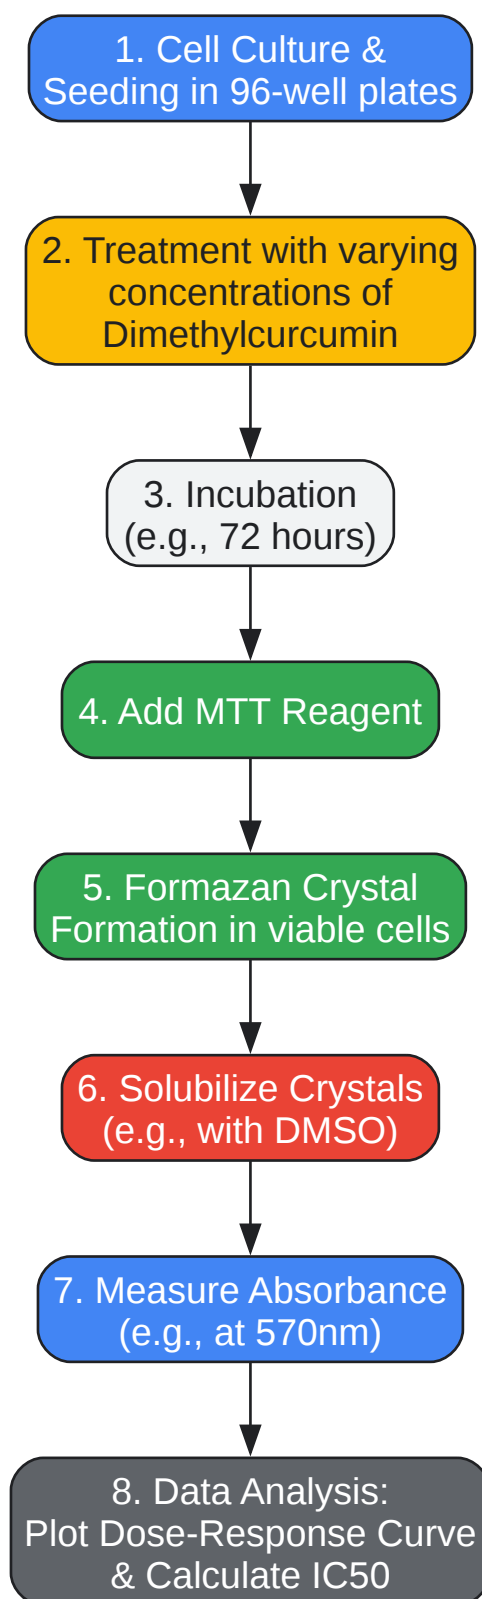 1. Cell Culture &
Seeding in 96-well plates
2. Treatment with varying
concentrations of
Dimethylcurcumin
3. Incubation
(e.g., 72 hours)
4. Add MTT Reagent
5. Formazan Crystal
Formation in viable cells
6. Solubilize Crystals
(e.g., with DMSO)
7. Measure Absorbance
(e.g., at 570nm)
8. Data Analysis:
Plot Dose-Response Curve
& Calculate IC50